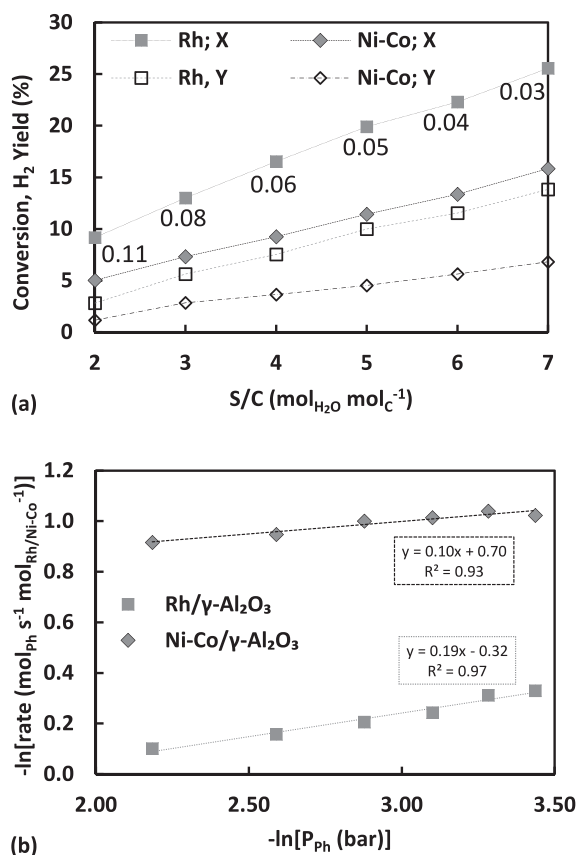 30
25
20
15
10
5
0
Conversion, H₂ Yield (%)
Rh; X
Ni-Co; X
Rh, Y
Ni-Co; Y
0.11
0.08
0.06
0.05
0.04
0.03
2 3 4 5 6 7
S/C (mol_H₂O mol_C⁻¹)
(a)
1.2
1.0
0.8
0.6
0.4
0.2
0.0
-ln[rate (mol_Ph s⁻¹ mol_Rh/Ni-Co⁻¹)]
y = 0.10x + 0.70
R² = 0.93
Rh/γ-Al₂O₃
Ni-Co/γ-Al₂O₃
y = 0.19x - 0.32
R² = 0.97
2.00 2.50 3.00 3.50
-ln[P_Ph (bar)]
(b)